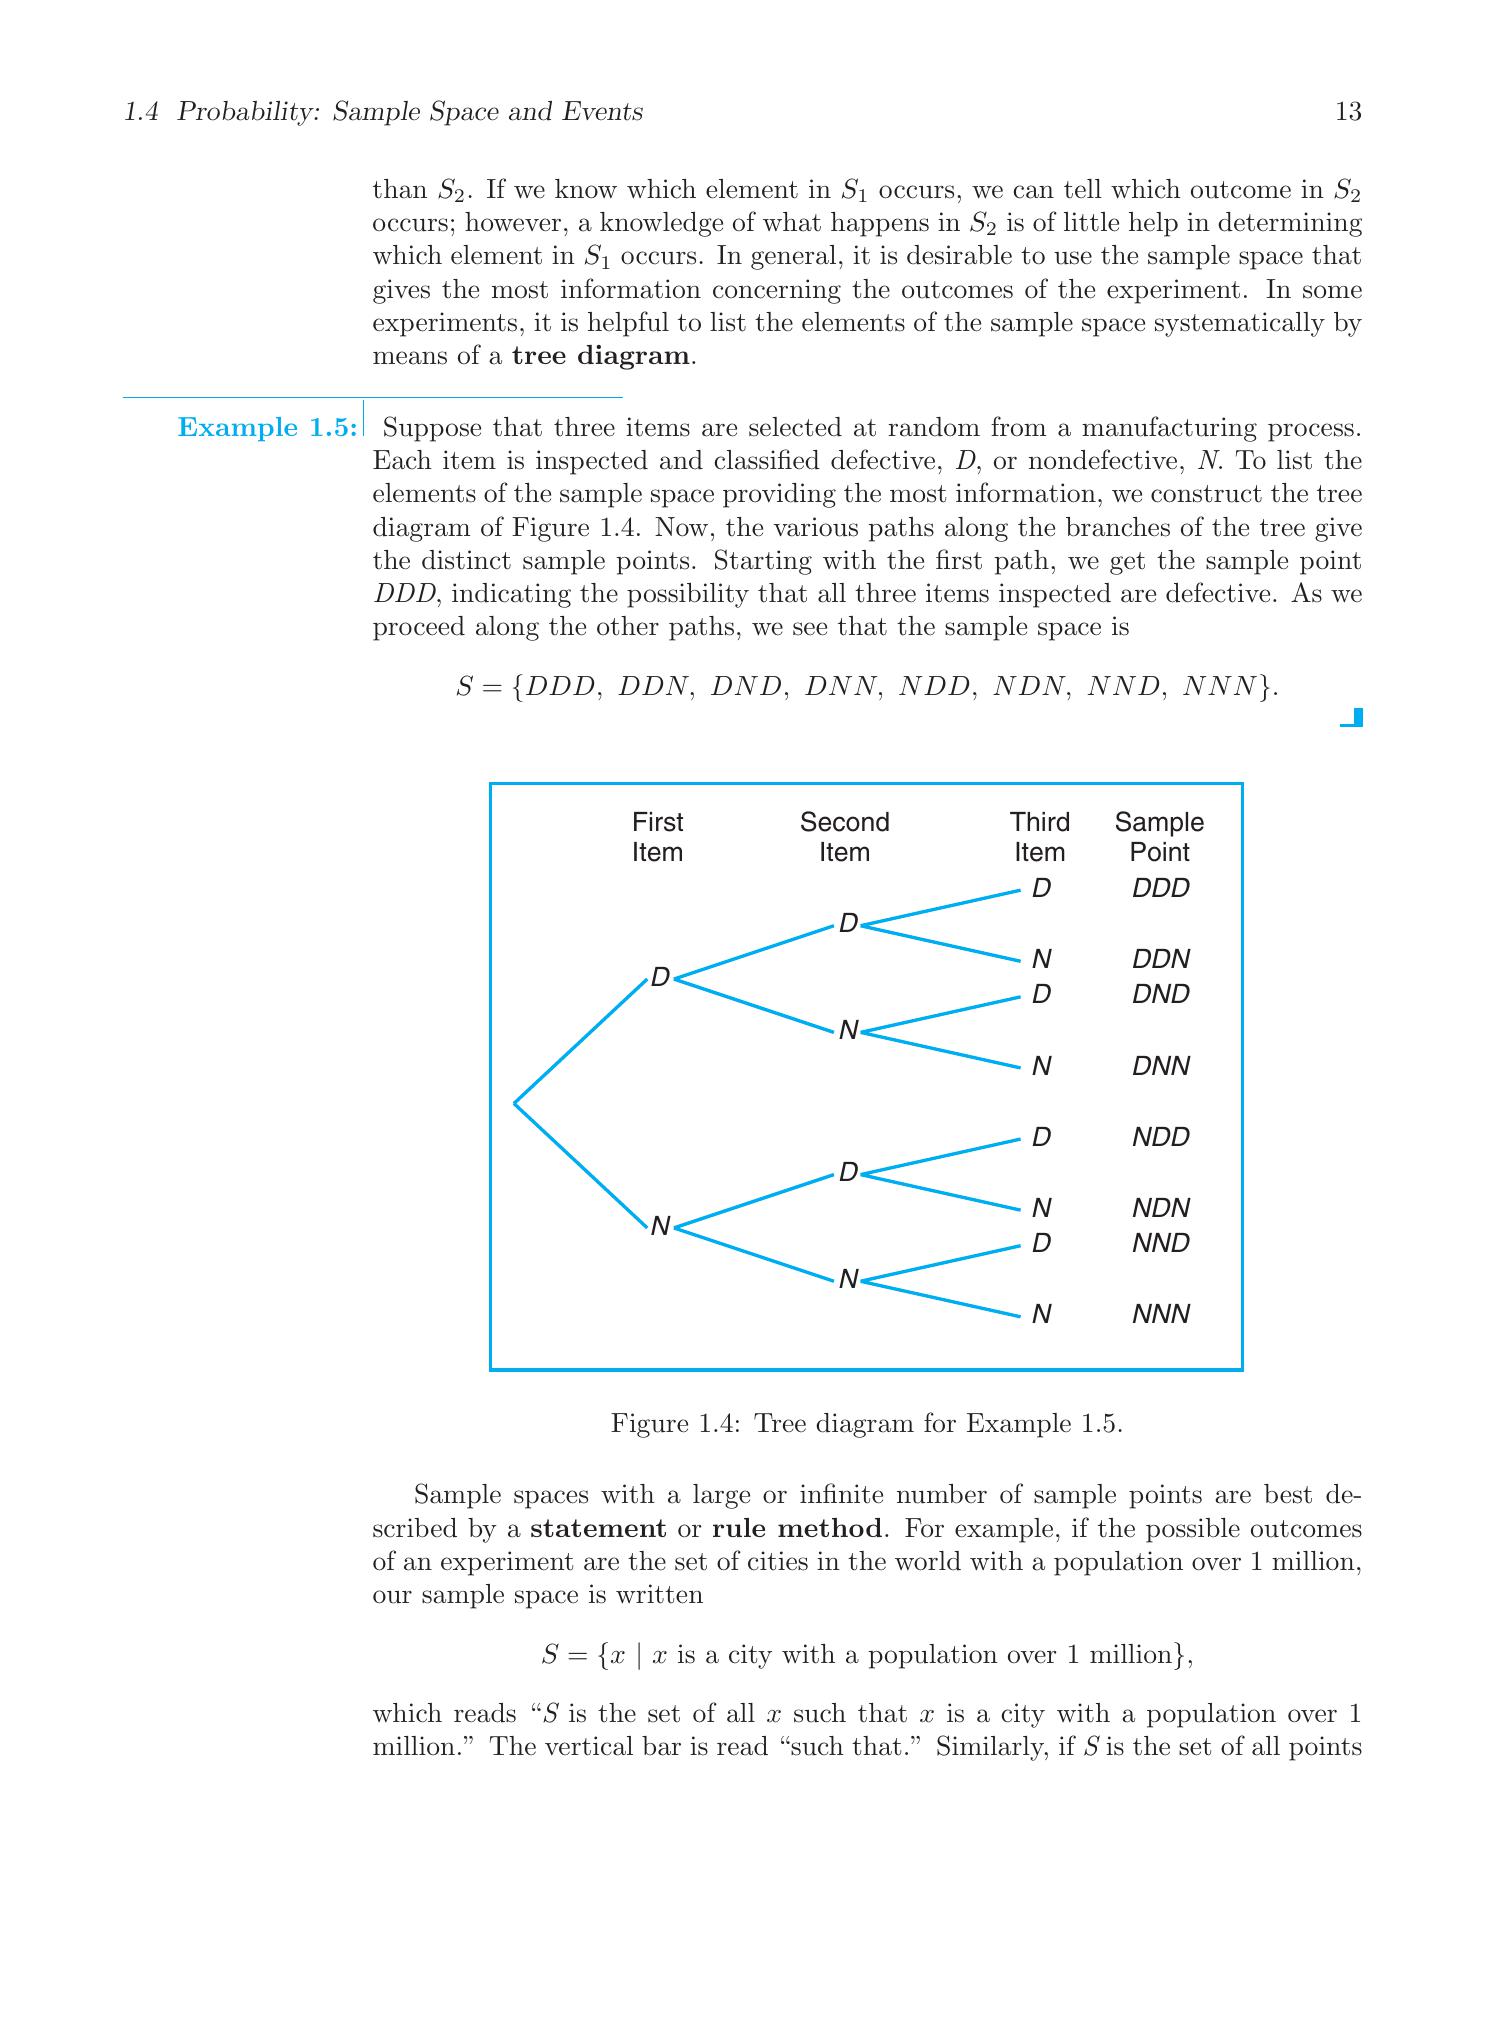 1.4 Probability: Sample Space and Events 13
than S₂. If we know which element in S₁ occurs, we can tell which outcome in S₂
occurs; however, a knowledge of what happens in S₂ is of little help in determining
which element in S₁ occurs. In general, it is desirable to use the sample space that
gives the most information concerning the outcomes of the experiment. In some
experiments, it is helpful to list the elements of the sample space systematically by
means of a tree diagram.
Example 1.5: Suppose that three items are selected at random from a manufacturing process.
Each item is inspected and classified defective, D, or nondefective, N. To list the
elements of the sample space providing the most information, we construct the tree
diagram of Figure 1.4. Now, the various paths along the branches of the tree give
the distinct sample points. Starting with the first path, we get the sample point
DDD, indicating the possibility that all three items inspected are defective. As we
proceed along the other paths, we see that the sample space is
S = {DDD, DDN, DND, DNN, NDD, NDN, NND, NNN}.
First Second Third Sample
Item Item Item Point
D DDD
D
N DDN
D
D DND
N
N DNN
D NDD
D
N NDN
N
D NND
N
N NNN
Figure 1.4: Tree diagram for Example 1.5.
Sample spaces with a large or infinite number of sample points are best de-
scribed by a statement or rule method. For example, if the possible outcomes
of an experiment are the set of cities in the world with a population over 1 million,
our sample space is written
S = {x | x is a city with a population over 1 million},
which reads “S is the set of all x such that x is a city with a population over 1
million.” The vertical bar is read “such that.” Similarly, if S is the set of all points